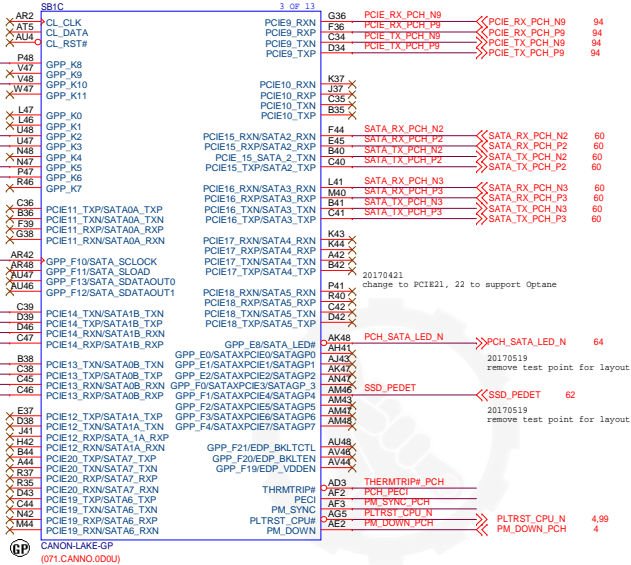 SB1C
3 OF 13
AR2 CL_CLK
AT5 CL_DATA
AU4 CL_RST#
P48 GPP_K8
V47 GPP_K9
V48 GPP_K10
W47 GPP_K11
L47 GPP_K0
L46 GPP_K1
U48 GPP_K2
U47 GPP_K3
N48 GPP_K4
N47 GPP_K5
P47 GPP_K6
R46 GPP_K7
C36 PCIE11_TXP/SATA0A_TXP
B36 PCIE11_TXN/SATA0A_TXN
F39 PCIE11_RXP/SATA0A_RXP
G38 PCIE11_RXN/SATA0A_RXN
AR42 GPP_F10/SATA_SCLOCK
AR48 GPP_F11/SATA_SLOAD
AU47 GPP_F13/SATA_SDATAOUT0
AU46 GPP_F12/SATA_SDATAOUT1
C39 PCIE14_TXN/SATA1B_TXN
D39 PCIE14_TXP/SATA1B_TXP
D46 PCIE14_RXN/SATA1B_RXN
C47 PCIE14_RXP/SATA1B_RXP
B38 PCIE13_TXN/SATA0B_TXN
C38 PCIE13_TXP/SATA0B_TXP
C45 PCIE13_RXN/SATA0B_RXN
C46 PCIE13_RXP/SATA0B_RXP
E37 PCIE12_TXP/SATA1A_TXP
D38 PCIE12_TXN/SATA1A_TXN
J41 PCIE12_RXP/SATA_1A_RXP
H42 PCIE12_RXN/SATA1A_RXN
B44 PCIE20_TXP/SATA7_TXP
A44 PCIE20_TXN/SATA7_TXN
R37 PCIE20_RXP/SATA7_RXP
R35 PCIE20_RXN/SATA7_RXN
D43 PCIE19_TXP/SATA6_TXP
C44 PCIE19_TXN/SATA6_TXN
N42 PCIE19_RXP/SATA6_RXP
M44 PCIE19_RXN/SATA6_RXN
PCIE9_RXN G36 PCIE_RX_PCH_N9 PCIE_RX_PCH_N9 94
PCIE9_RXP F36 PCIE_RX_PCH_P9 PCIE_RX_PCH_P9 94
PCIE9_TXN C34 PCIE_TX_PCH_N9 PCIE_TX_PCH_N9 94
PCIE9_TXP D34 PCIE_TX_PCH_P9 PCIE_TX_PCH_P9 94
PCIE10_RXN K37
PCIE10_RXP J37
PCIE10_TXN C35
PCIE10_TXP B35
PCIE15_RXN/SATA2_RXN F44 SATA_RX_PCH_N2 SATA_RX_PCH_N2 60
PCIE15_RXP/SATA2_RXP E45 SATA_RX_PCH_P2 SATA_RX_PCH_P2 60
PCIE_15_SATA_2_TXN B40 SATA_TX_PCH_N2 SATA_TX_PCH_N2 60
PCIE15_TXP/SATA2_TXP C40 SATA_TX_PCH_P2 SATA_TX_PCH_P2 60
PCIE16_RXN/SATA3_RXN L41 SATA_RX_PCH_N3 SATA_RX_PCH_N3 60
PCIE16_RXP/SATA3_RXP M40 SATA_RX_PCH_P3 SATA_RX_PCH_P3 60
PCIE16_TXN/SATA3_TXN B41 SATA_TX_PCH_N3 SATA_TX_PCH_N3 60
PCIE16_TXP/SATA3_TXP C41 SATA_TX_PCH_P3 SATA_TX_PCH_P3 60
PCIE17_RXN/SATA4_RXN K43
PCIE17_RXP/SATA4_RXP K44
PCIE17_TXN/SATA4_TXN A42
PCIE17_TXP/SATA4_TXP B42
20170421
change to PCIE21, 22 to support Optane
PCIE18_RXN/SATA5_RXN P41
PCIE18_RXP/SATA5_RXP R40
PCIE18_TXN/SATA5_TXN C42
PCIE18_TXP/SATA5_TXP D42
GPP_E8/SATA_LED# AK48 PCH_SATA_LED_N PCH_SATA_LED_N 64
GPP_E0/SATAXPCIE0/SATAGP0 AH41
GPP_E1/SATAXPCIE1/SATAGP1 AJ43
GPP_E2/SATAXPCIE2/SATAGP2 AK47
GPP_F0/SATAXPCIE3/SATAGP_3 AN47
GPP_F1/SATAXPCIE4/SATAGP4 AM46 SSD_PEDET SSD_PEDET 62
GPP_F2/SATAXPCIE5/SATAGP5 AM43
GPP_F3/SATAXPCIE6/SATAGP6 AM47
GPP_F4/SATAXPCIE7/SATAGP7 AM48
20170519
remove test point for layout
20170519
remove test point for layout
GPP_F21/EDP_BKLTCTL AU48
GPP_F20/EDP_BKLTEN AV46
GPP_F19/EDP_VDDEN AV44
THRMTRIP# AD3 THERMTRIP#_PCH
PECI AF2 PCH_PECI
PM_SYNC AF3 PM_SYNC_PCH
PLTRST_CPU# AG5 PLTRST_CPU_N PLTRST_CPU_N 4,99
PM_DOWN AE2 PM_DOWN_PCH PM_DOWN_PCH 4
GP
CANON-LAKE-GP
(071.CANNO.0D0U)